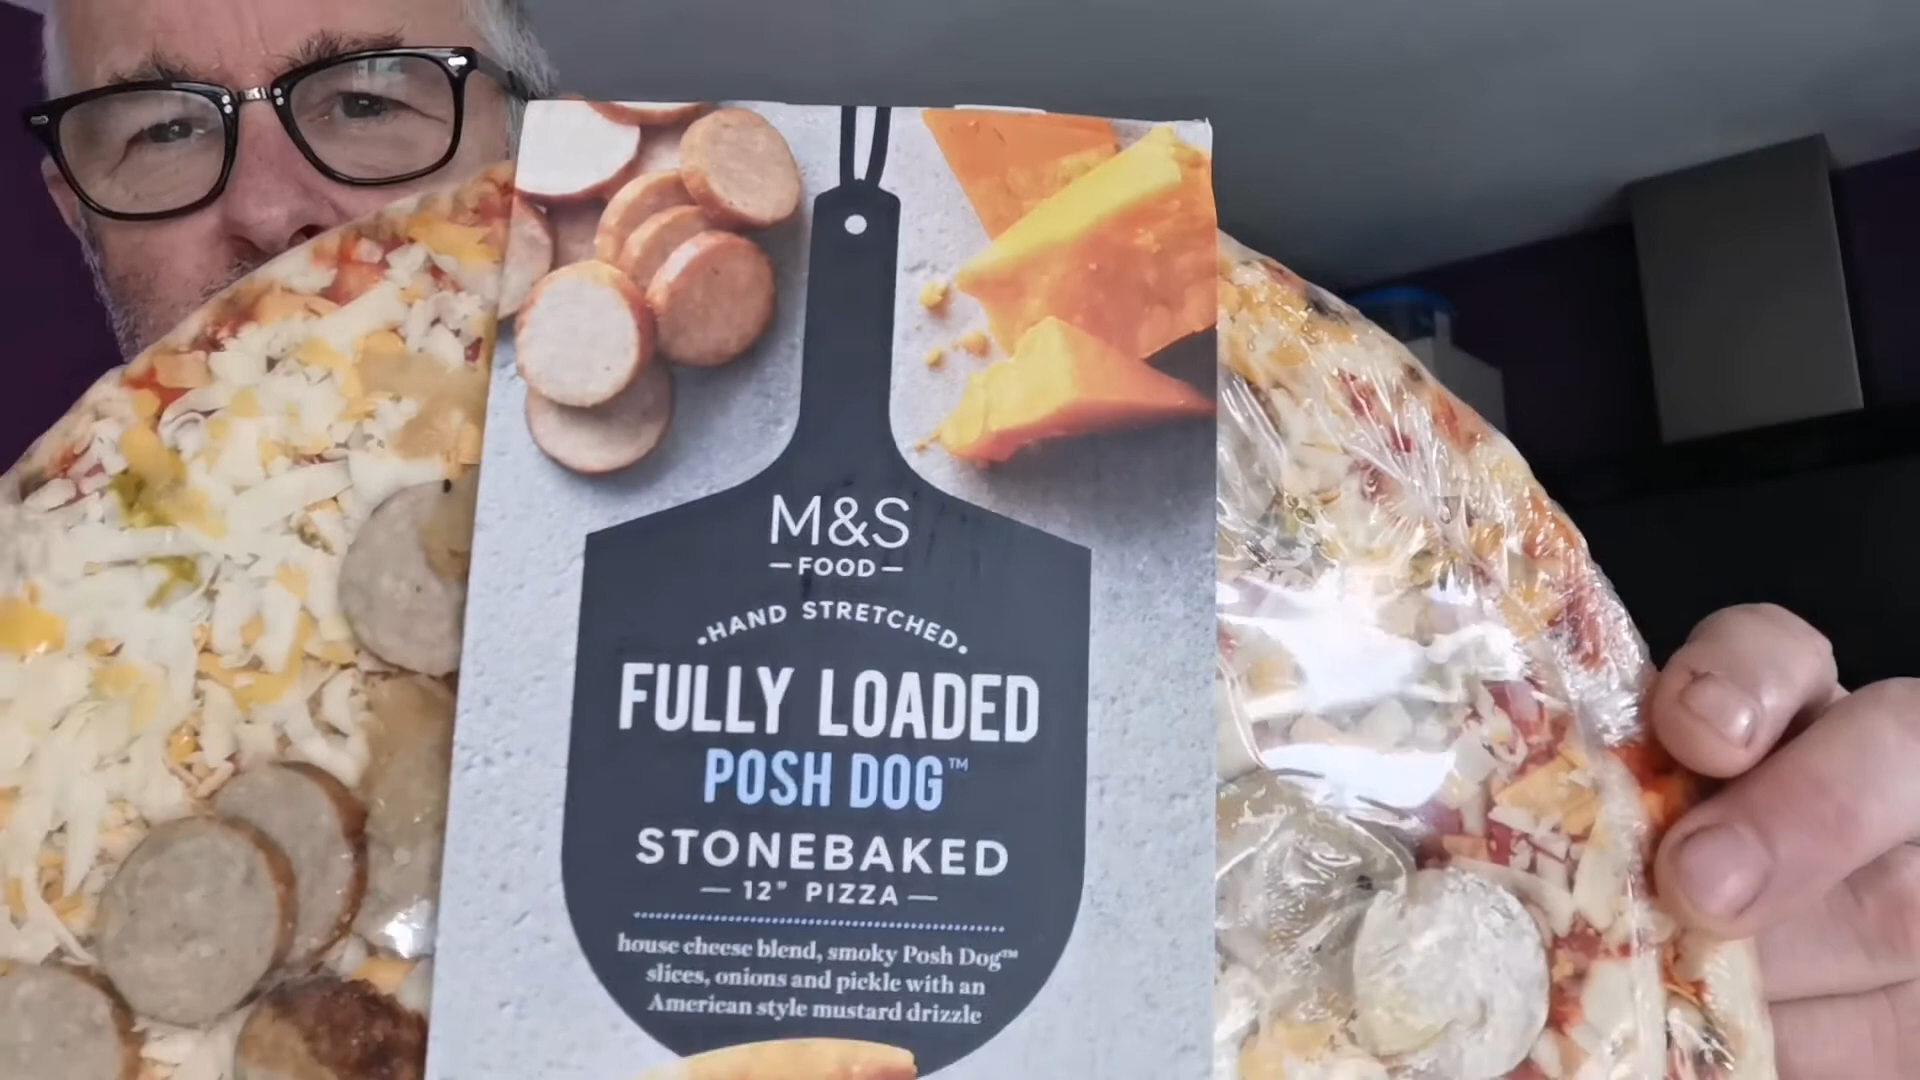 M&S
—FOOD—
•HAND STRETCHED•
FULLY LOADED
POSH DOG™
STONEBAKED
— 12" PIZZA —
house cheese blend, smoky Posh Dog™
slices, onions and pickle with an
American style mustard drizzle